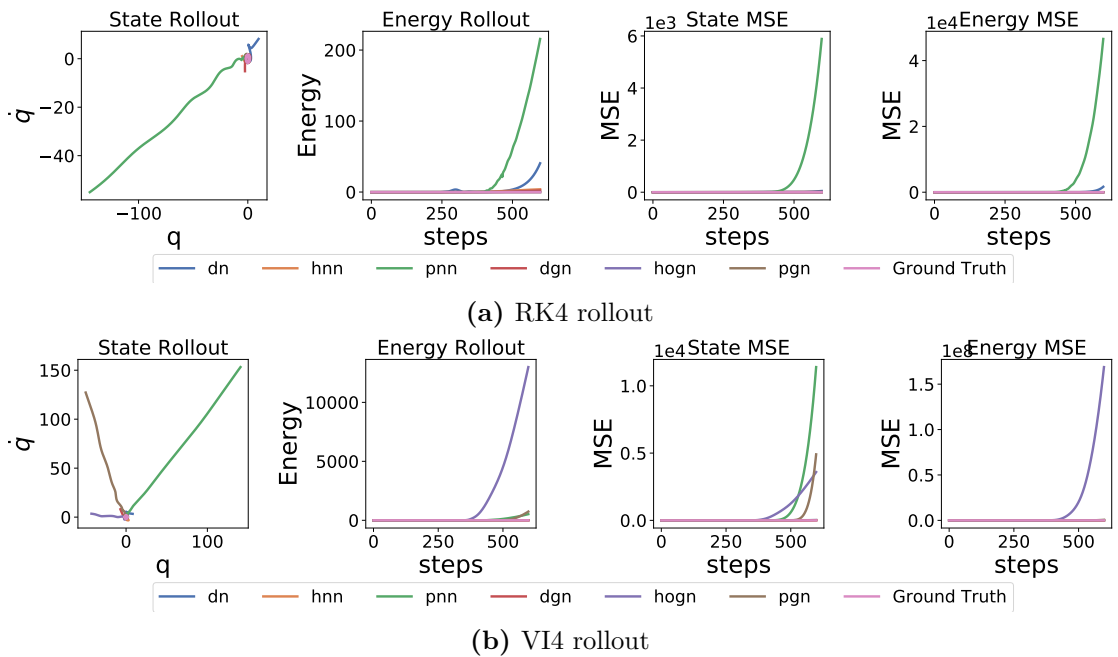 State Rollout
Energy Rollout
1e3 State MSE
1e4 Energy MSE
0
−20
−40
q̇
−100 0
q
200
100
0
Energy
0 250 500
steps
6
4
2
0
MSE
0 250 500
steps
4
2
0
MSE
0 250 500
steps
dn hnn pnn dgn hogn pgn Ground Truth
(a) RK4 rollout
State Rollout
Energy Rollout
1e4 State MSE
1e8 Energy MSE
150
100
50
0
q̇
0 100
q
10000
5000
0
Energy
0 250 500
steps
1.0
0.5
0.0
MSE
0 250 500
steps
1.5
1.0
0.5
0.0
MSE
0 250 500
steps
dn hnn pnn dgn hogn pgn Ground Truth
(b) VI4 rollout